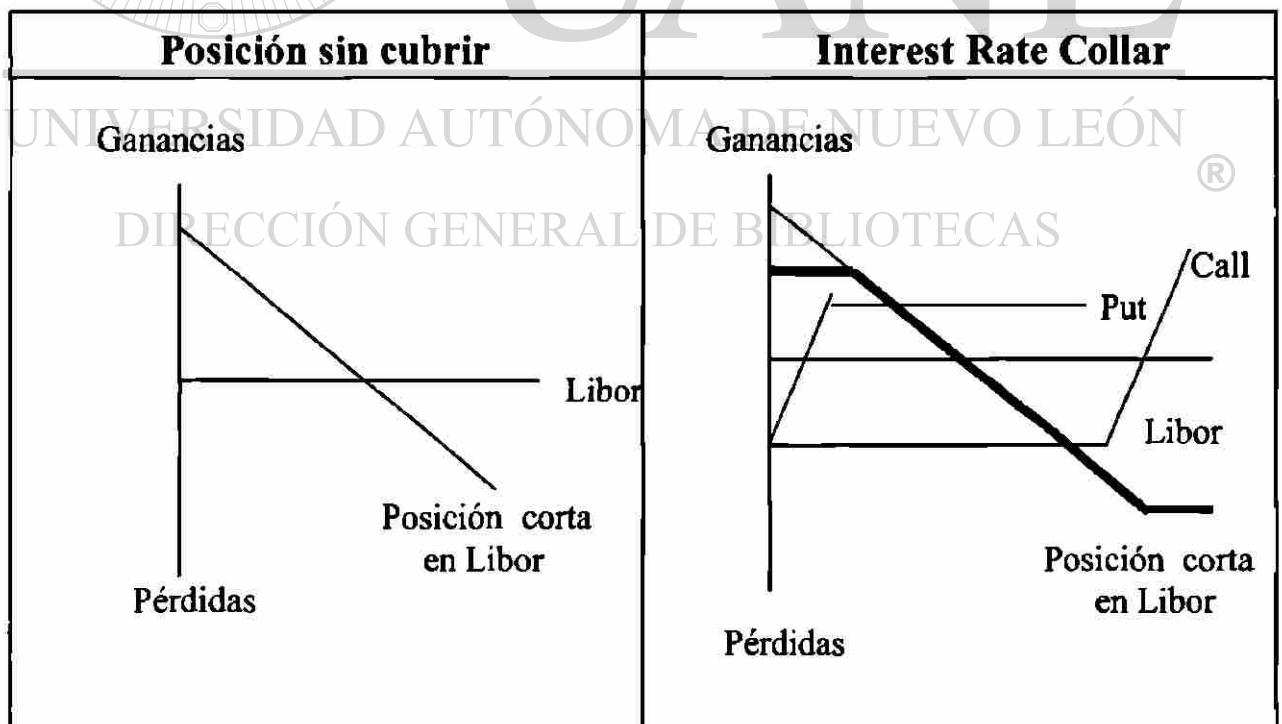 Posición sin cubrir
Interest Rate Collar
UNIVERSIDAD AUTÓNOMA DE NUEVO LEÓN
®
DIRECCIÓN GENERAL DE BIBLIOTECAS
Ganancias
Libor
Posición corta
en Libor
Pérdidas
Ganancias
Call
Put
Libor
Posición corta
en Libor
Pérdidas